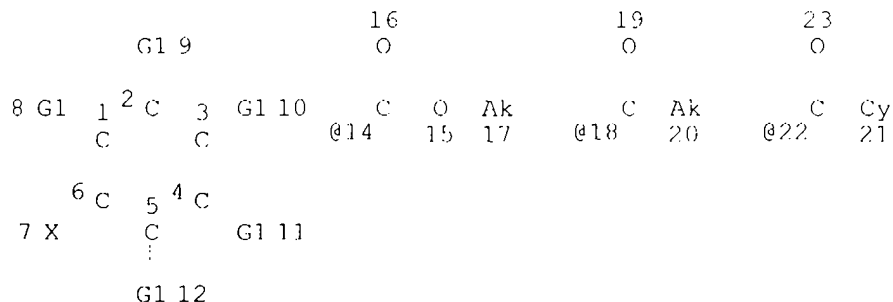 16 19 23
G1 9 O O O
8 G1 1 2 C 3 G1 10 C O Ak C Ak C Cy
C C @14 15 17 @18 20 @22 21
6 C 5 4 C
7 X C G1 11
G1 12